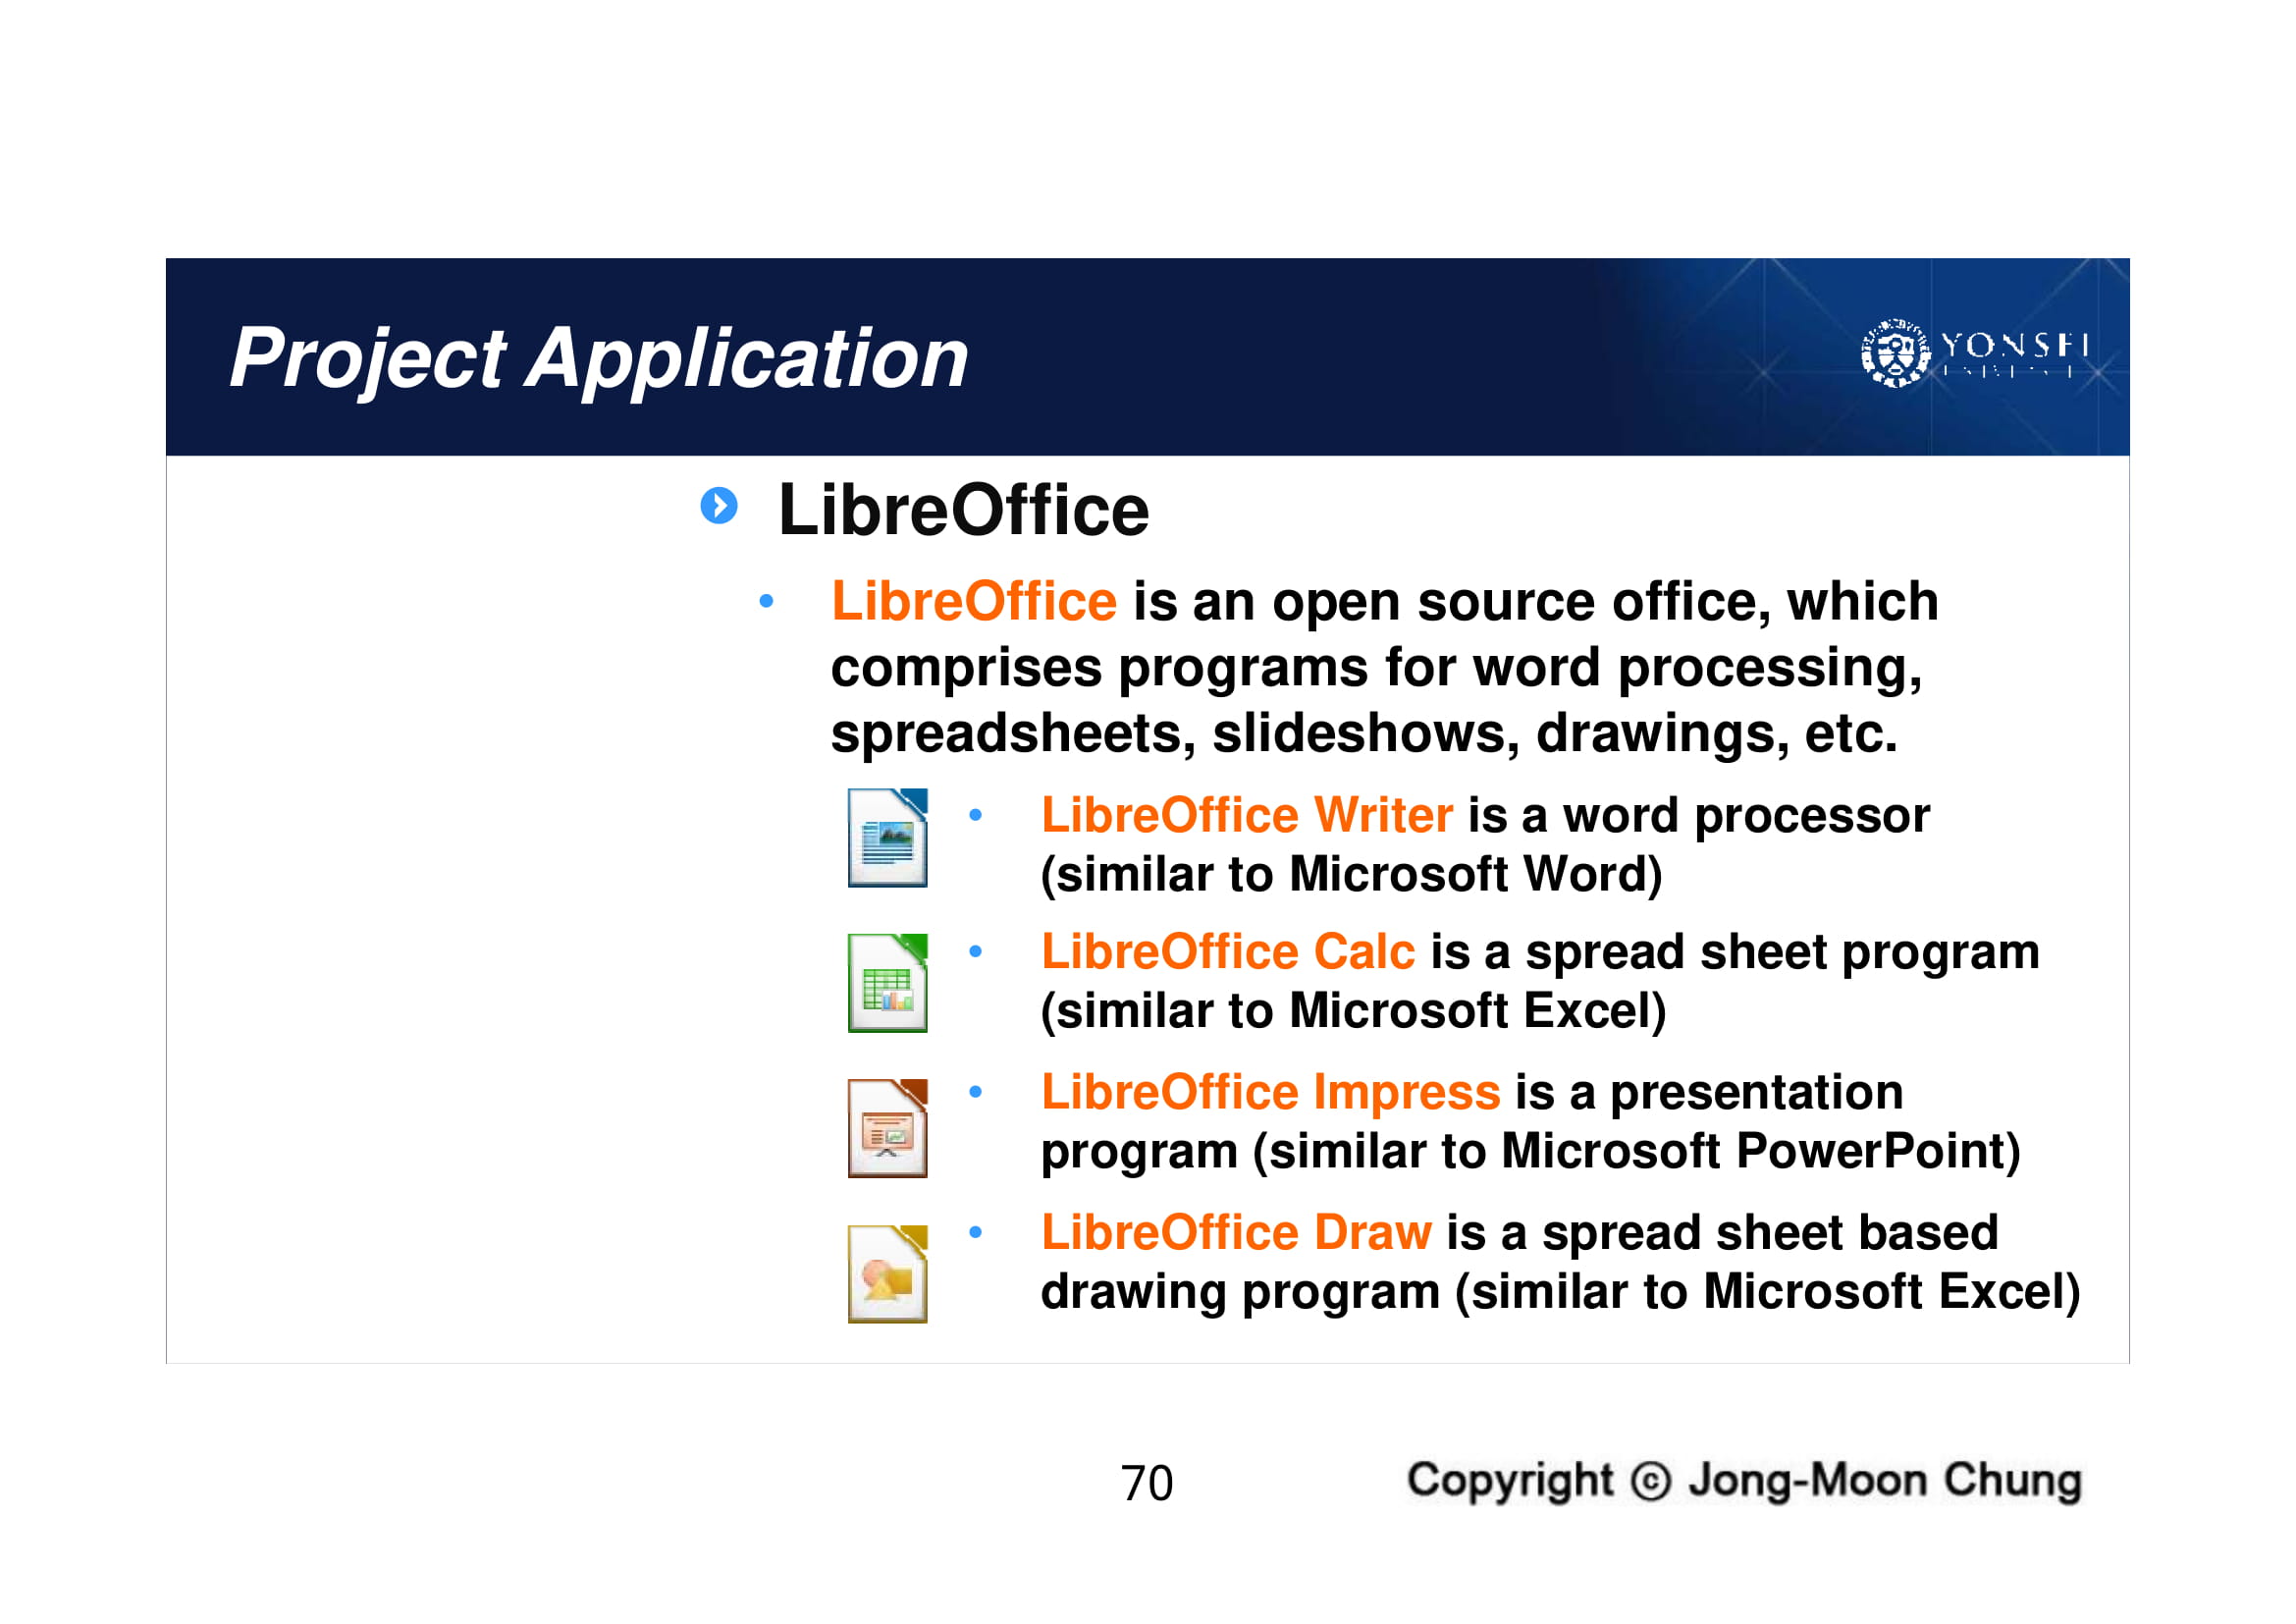 Project Application
YONSEI
LibreOffice
• LibreOffice is an open source office, which
comprises programs for word processing,
spreadsheets, slideshows, drawings, etc.
• LibreOffice Writer is a word processor
(similar to Microsoft Word)
• LibreOffice Calc is a spread sheet program
(similar to Microsoft Excel)
• LibreOffice Impress is a presentation
program (similar to Microsoft PowerPoint)
• LibreOffice Draw is a spread sheet based
drawing program (similar to Microsoft Excel)
70
Copyright © Jong-Moon Chung